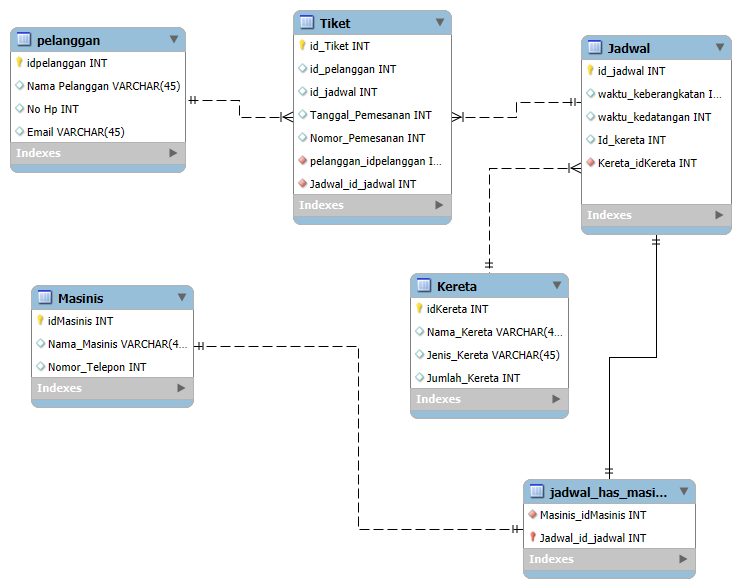 pelanggan
idpelanggan INT
Nama Pelanggan VARCHAR(45)
No Hp INT
Email VARCHAR(45)
Indexes
Tiket
id_Tiket INT
id_pelanggan INT
id_jadwal INT
Tanggal_Pemesanan INT
Nomor_Pemesanan INT
pelanggan_idpelanggan I...
Jadwal_id_jadwal INT
Indexes
Jadwal
id_jadwal INT
waktu_keberangkatan I...
waktu_kedatangan INT
Id_kereta INT
Kereta_idKereta INT
Indexes
Masinis
idMasinis INT
Nama_Masinis VARCHAR(4...
Nomor_Telepon INT
Indexes
Kereta
idKereta INT
Nama_Kereta VARCHAR(4...
Jenis_Kereta VARCHAR(45)
Jumlah_Kereta INT
Indexes
jadwal_has_masi...
Masinis_idMasinis INT
Jadwal_id_jadwal INT
Indexes